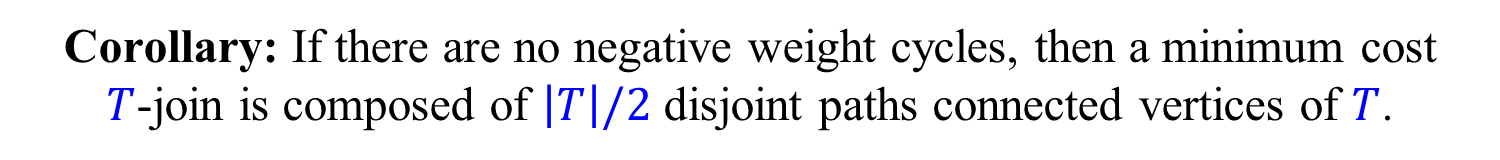 Corollary: If there are no negative weight cycles, then a minimum cost
T-join is composed of |T|/2 disjoint paths connected vertices of T.